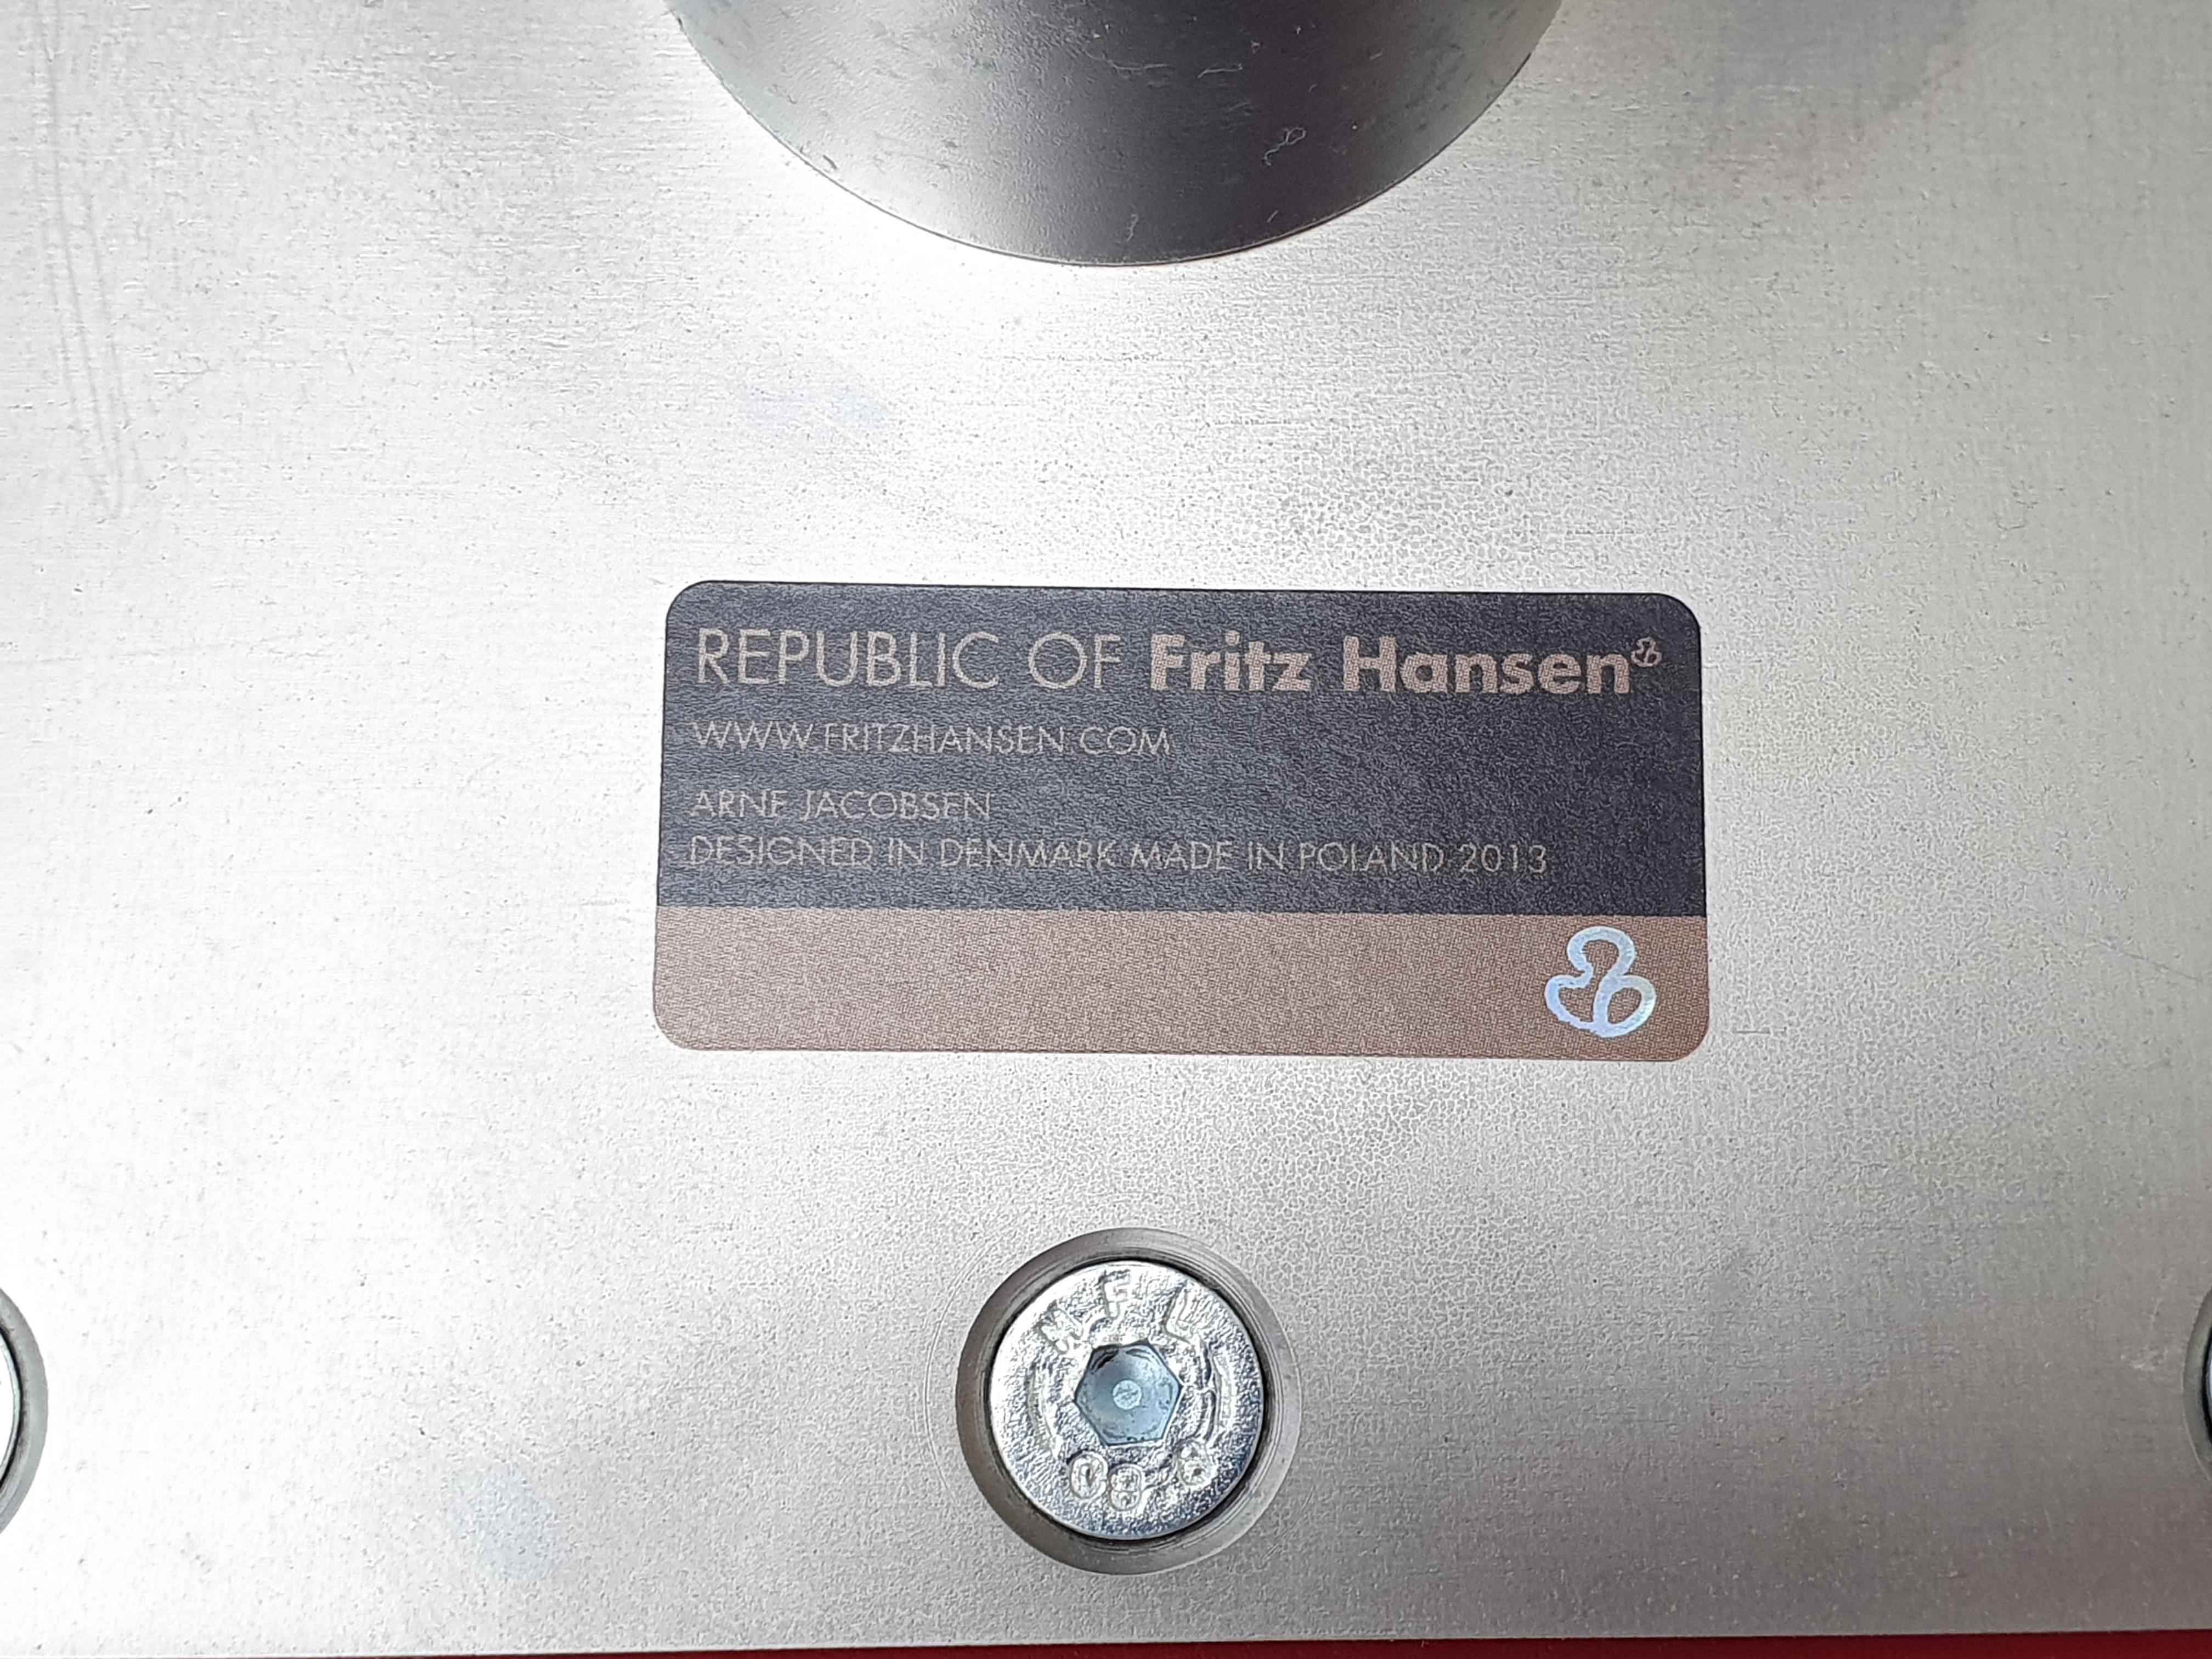 REPUBLIC OF Fritz Hansen
WWW.FRITZHANSEN.COM
ARNE JACOBSEN
DESIGNED IN DENMARK MADE IN POLAND 2013